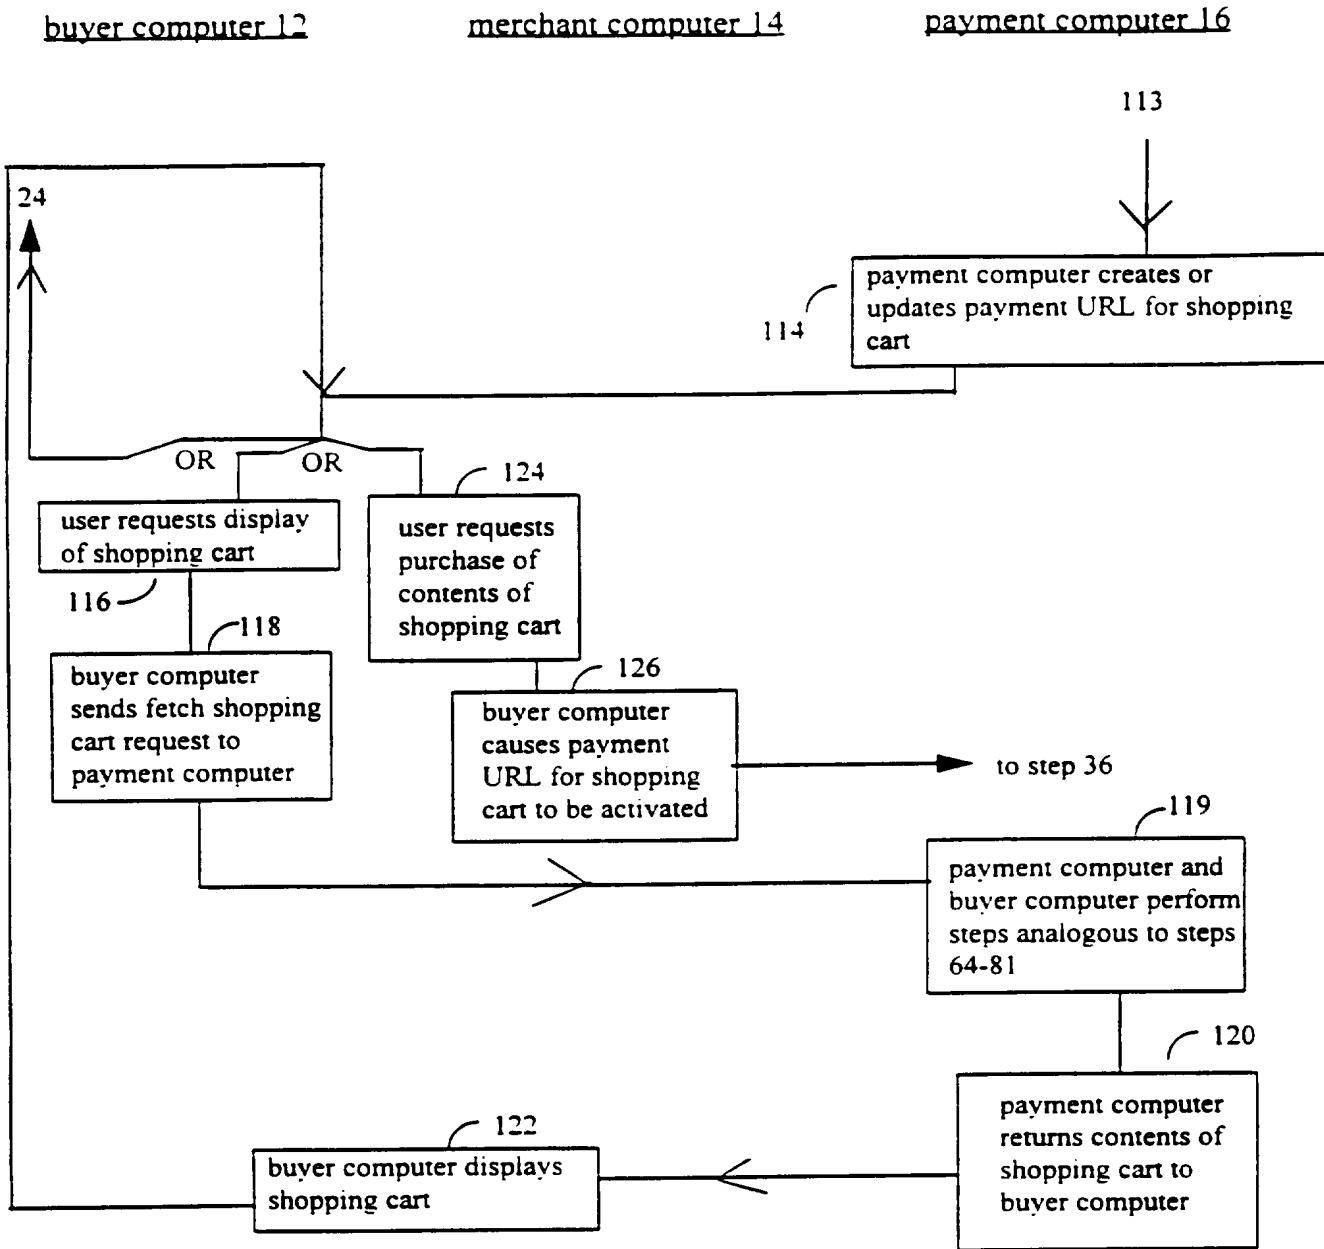 buyer computer 12
merchant computer 14
payment computer 16
113
24
payment computer creates or
updates payment URL for shopping
cart
114
OR
OR
124
user requests display
of shopping cart
116
user requests
purchase of
contents of
shopping cart
118
buyer computer
sends fetch shopping
cart request to
payment computer
126
buyer computer
causes payment
URL for shopping
cart to be activated
to step 36
119
payment computer and
buyer computer perform
steps analogous to steps
64-81
120
payment computer
returns contents of
shopping cart to
buyer computer
122
buyer computer displays
shopping cart